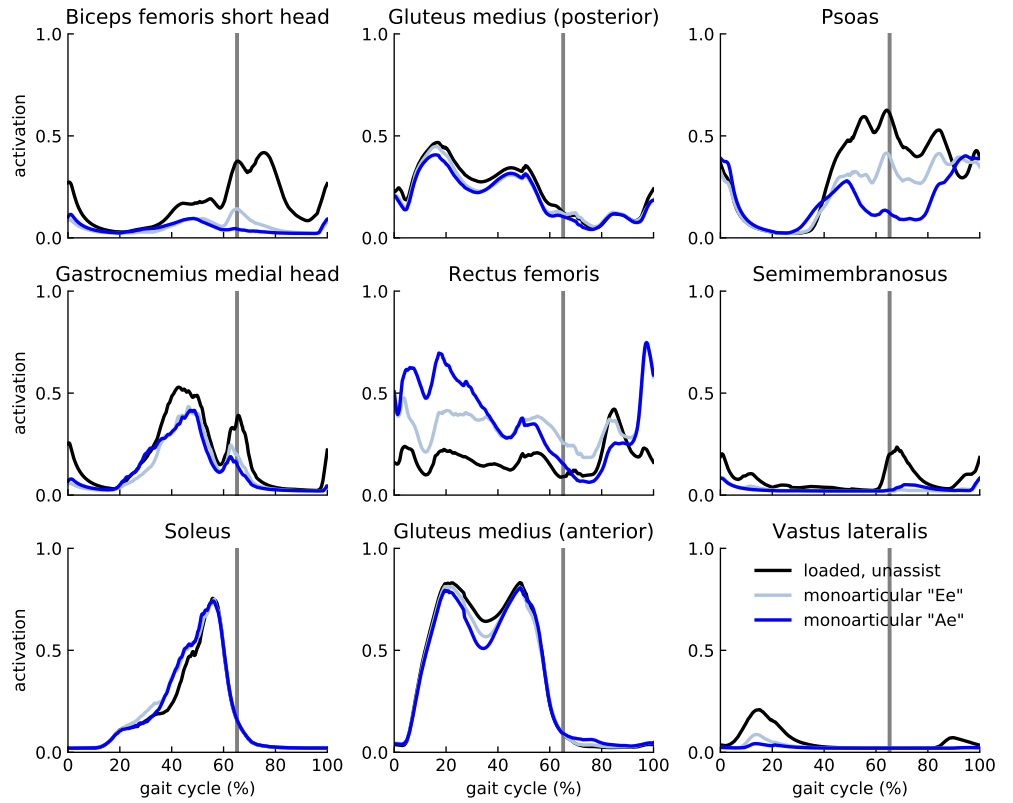 Biceps femoris short head
Gluteus medius (posterior)
Psoas
1.0
1.0
1.0
activation
0.5
0.5
0.5
0.0
0.0
0.0
Gastrocnemius medial head
Rectus femoris
Semimembranosus
1.0
1.0
1.0
activation
0.5
0.5
0.5
0.0
0.0
0.0
Soleus
Gluteus medius (anterior)
Vastus lateralis
1.0
1.0
1.0
loaded, unassist
monoarticular "Ee"
monoarticular "Ae"
activation
0.5
0.5
0.5
0.0
0.0
0.0
0 20 40 60 80 100
0 20 40 60 80 100
0 20 40 60 80 100
gait cycle (%)
gait cycle (%)
gait cycle (%)